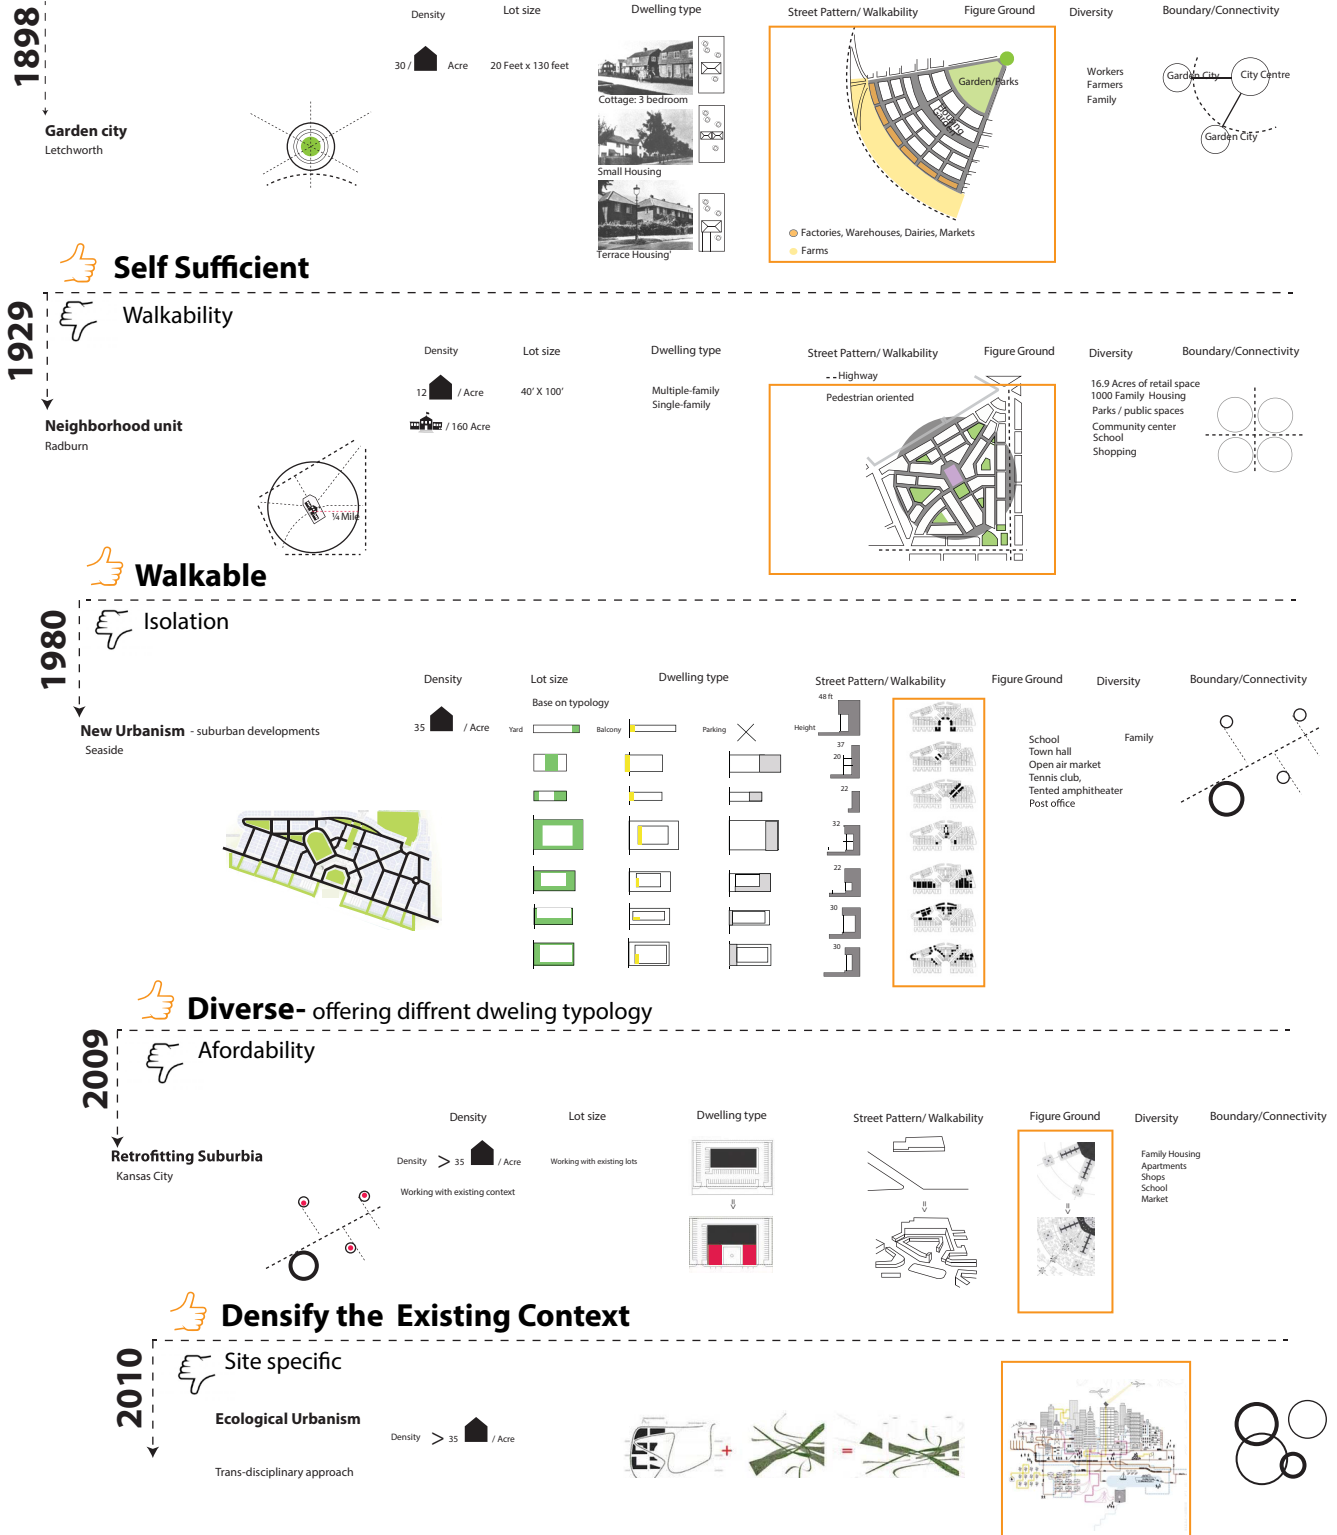 1898
Density
Lot size
Dwelling type
Street Pattern/ Walkability
Figure Ground
Diversity
Boundary/Connectivity
30 / Acre
20 Feet x 130 feet
Cottage: 3 bedroom
Small Housing
Terrace Housing'
Garden/Parks
Housing
Garden
Factories, Warehouses, Dairies, Markets
Farms
Workers
Farmers
Family
Garden City
City Centre
Garden City
Garden city
Letchworth
Self Sufficient
Walkability
1929
Density
Lot size
Dwelling type
Street Pattern/ Walkability
Figure Ground
Diversity
Boundary/Connectivity
12 / Acre
/ 160 Acre
40' X 100'
Multiple-family
Single-family
-- Highway
Pedestrian oriented
16.9 Acres of retail space
1000 Family Housing
Parks / public spaces
Community center
School
Shopping
Neighborhood unit
Radburn
¼ Mile
Walkable
Isolation
1980
Density
Lot size
Dwelling type
Street Pattern/ Walkability
Figure Ground
Diversity
Boundary/Connectivity
35 / Acre
Base on typology
Yard
Balcony
Parking
Height
48 ft
37
20
22
32
22
30
30
School
Town hall
Open air market
Tennis club,
Tented amphitheater
Post office
Family
New Urbanism - suburban developments
Seaside
Diverse- offering diffrent dweling typology
Afordability
2009
Density
Lot size
Dwelling type
Street Pattern/ Walkability
Figure Ground
Diversity
Boundary/Connectivity
Density > 35 / Acre
Working with existing context
Working with existing lots
Family Housing
Apartments
Shops
School
Market
Retrofitting Suburbia
Kansas City
Densify the Existing Context
Site specific
2010
Ecological Urbanism
Density > 35 / Acre
Trans-disciplinary approach
+
=